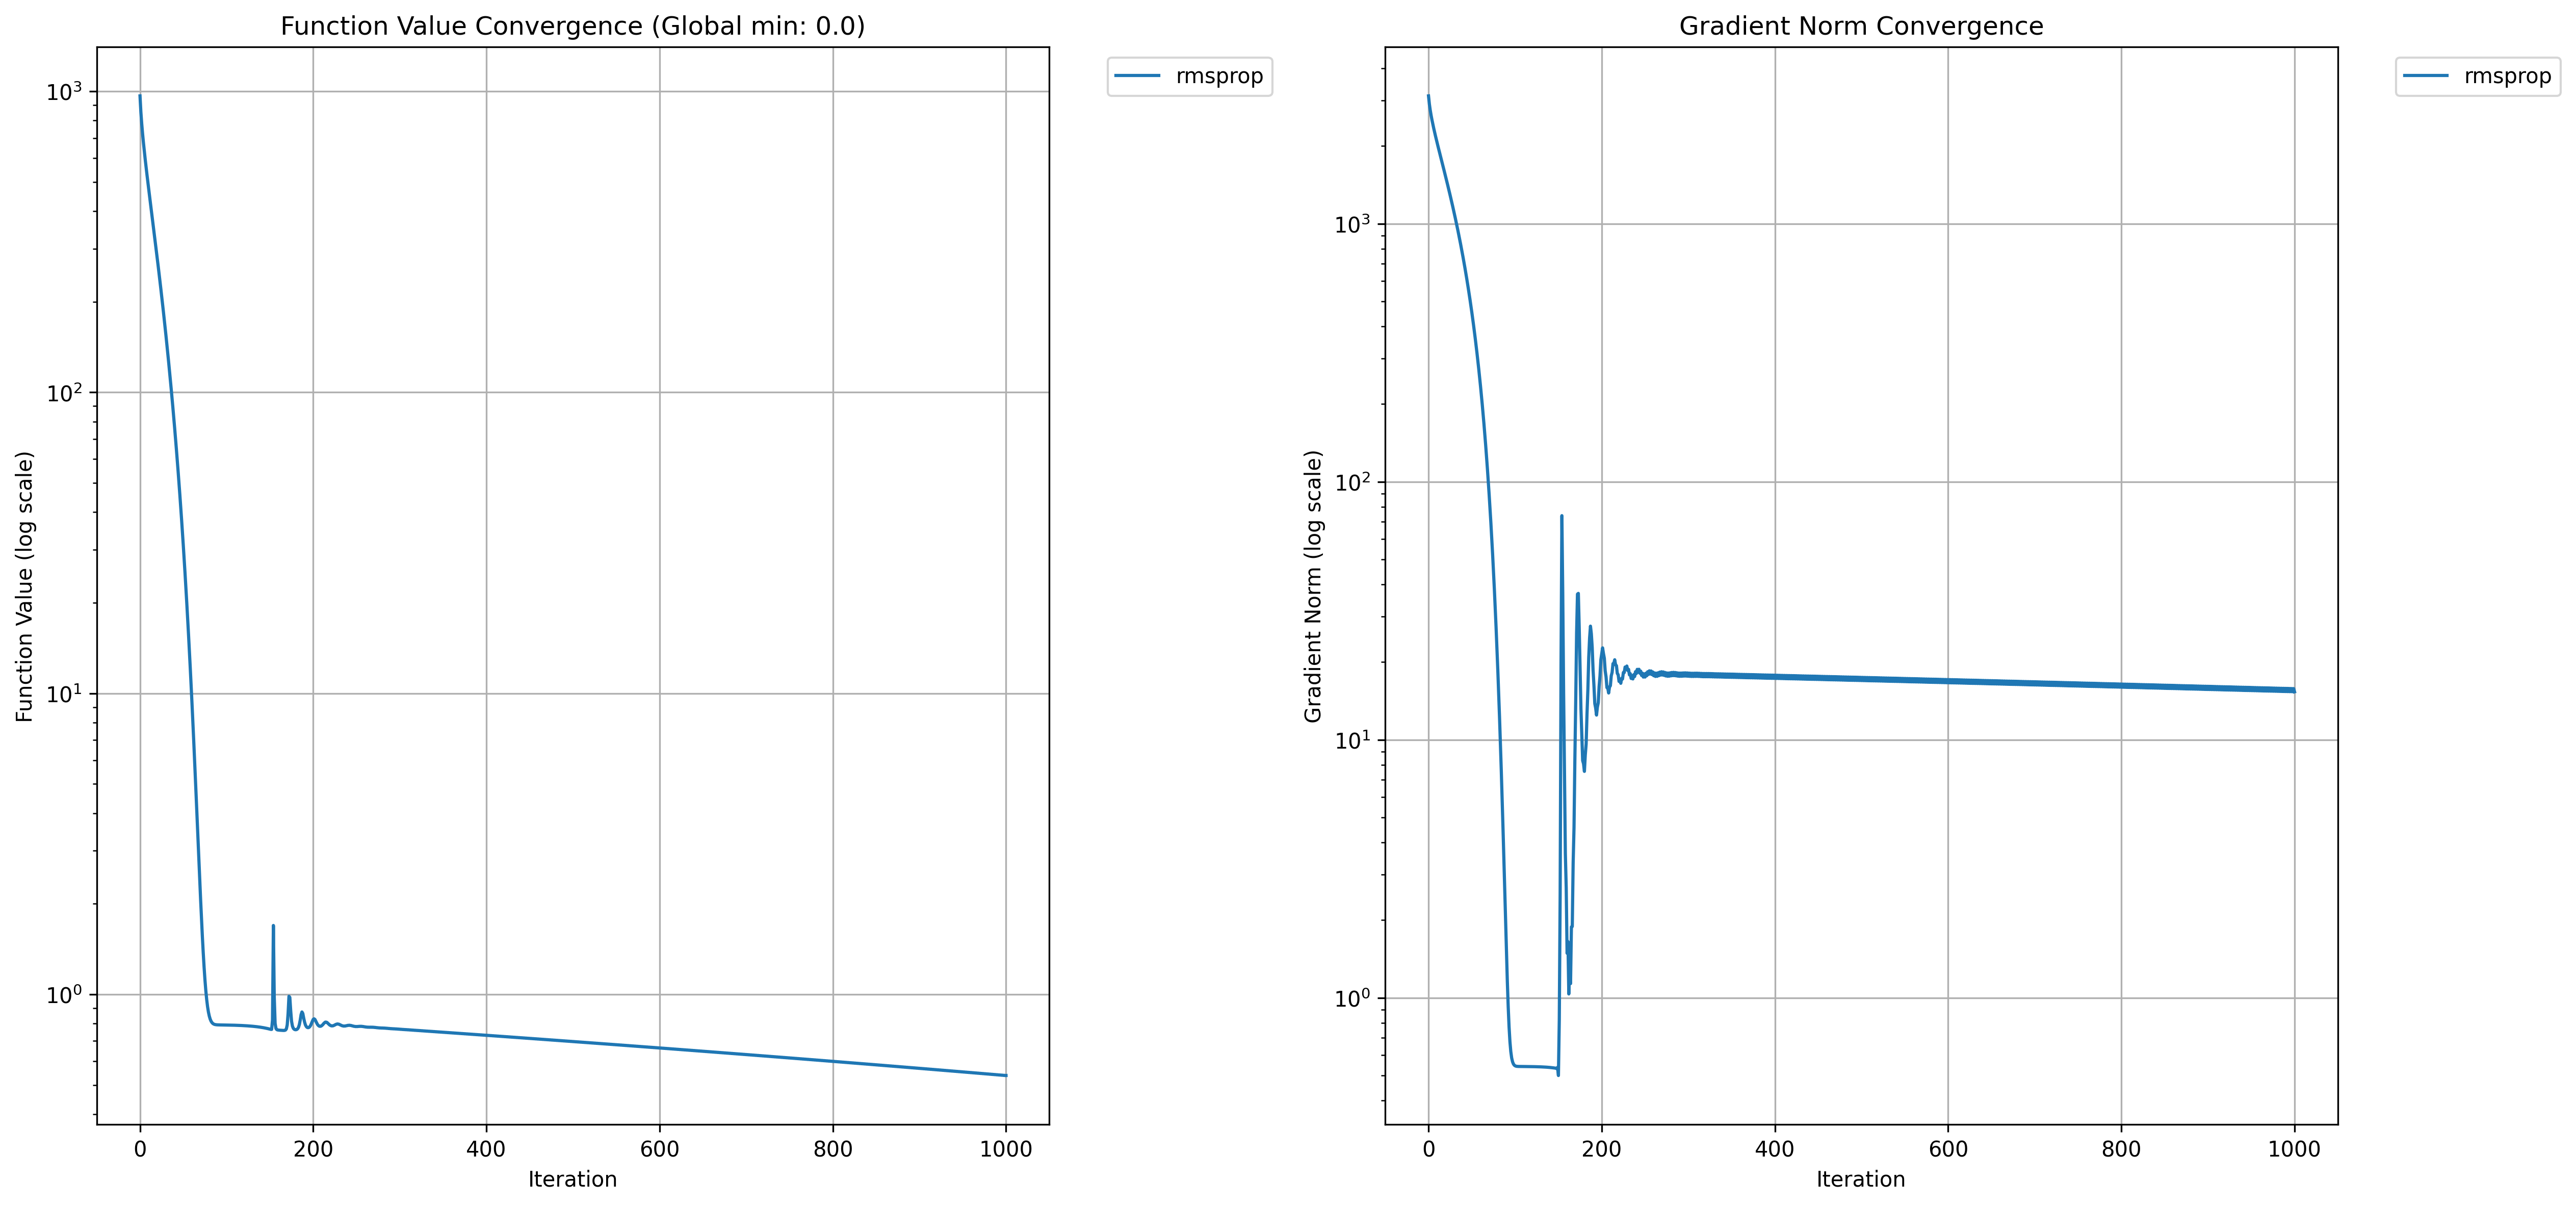 Function Value Convergence (Global min: 0.0)
rmsprop
Function Value (log scale)
10³
10²
10¹
10⁰
0 200 400 600 800 1000
Iteration
Gradient Norm Convergence
rmsprop
Gradient Norm (log scale)
10³
10²
10¹
10⁰
0 200 400 600 800 1000
Iteration